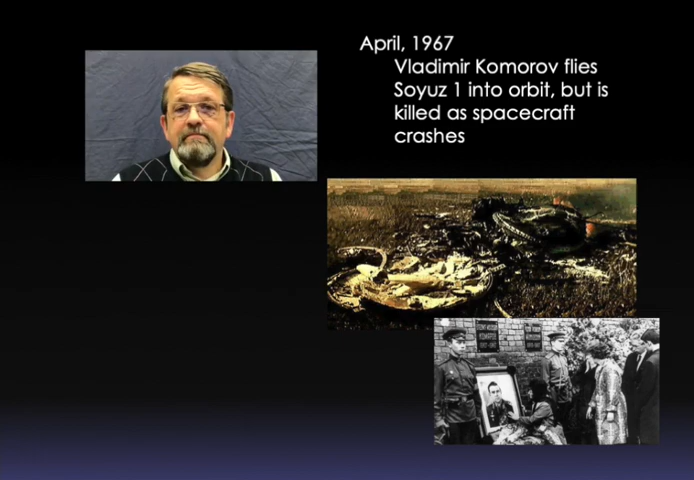 April, 1967
Vladimir Komorov flies
Soyuz 1 into orbit, but is
killed as spacecraft
crashes